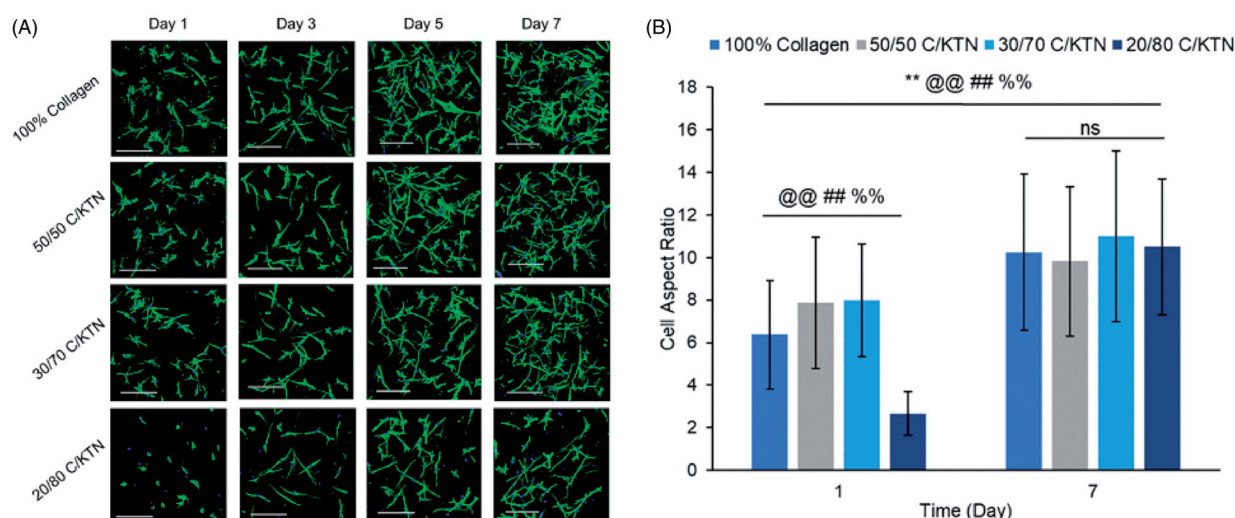 (A)
Day 1 Day 3 Day 5 Day 7
100% Collagen
50/50 C/KTN
30/70 C/KTN
20/80 C/KTN
(B)
100% Collagen 50/50 C/KTN 30/70 C/KTN 20/80 C/KTN
** @@ ## %%
ns
@@ ## %%
Cell Aspect Ratio
18
16
14
12
10
8
6
4
2
0
1 7
Time (Day)